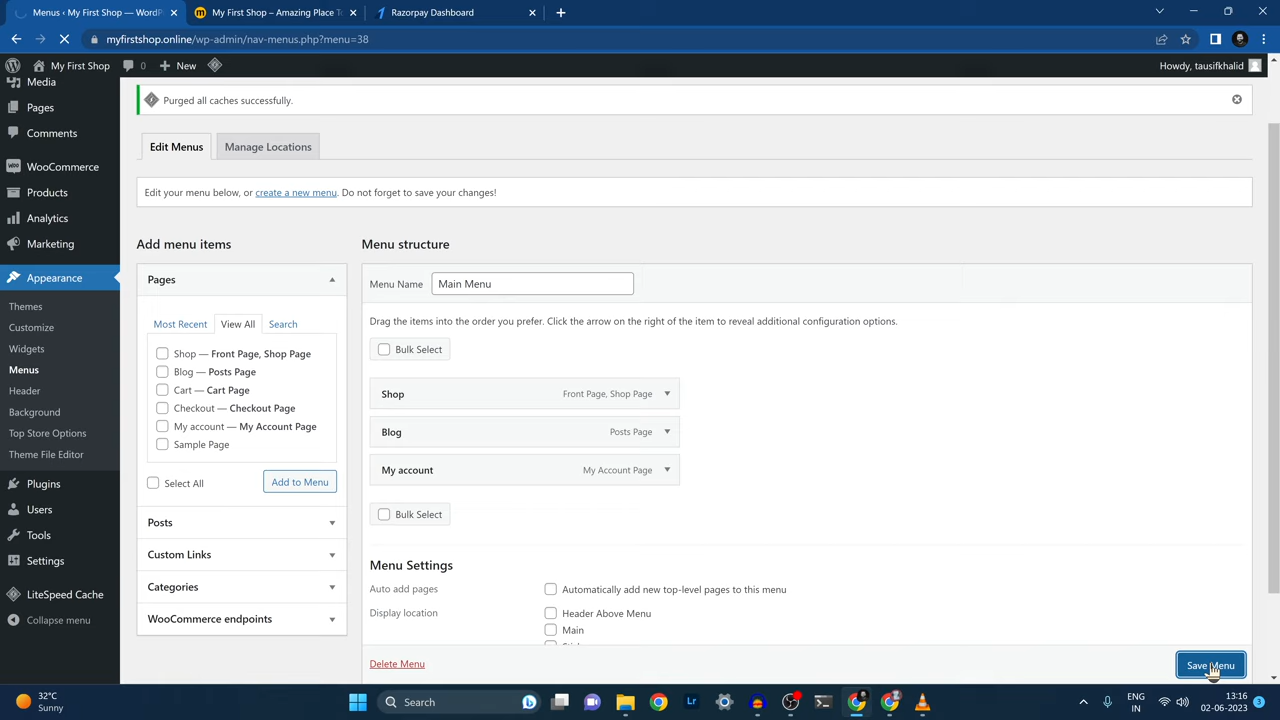 Menus ‹ My First Shop — WordP
My First Shop – Amazing Place T
Razorpay Dashboard
myfirstshop.online/wp-admin/nav-menus.php?menu=38
My First Shop
0
New
Howdy, tausifkhalid
Media
Pages
Comments
WooCommerce
Products
Analytics
Marketing
Appearance
Themes
Customize
Widgets
Menus
Header
Background
Top Store Options
Theme File Editor
Plugins
Users
Tools
Settings
LiteSpeed Cache
Collapse menu
Purged all caches successfully.
Edit Menus
Manage Locations
Edit your menu below, or create a new menu. Do not forget to save your changes!
Add menu items
Pages
Most Recent
View All
Search
Shop — Front Page, Shop Page
Blog — Posts Page
Cart — Cart Page
Checkout — Checkout Page
My account — My Account Page
Sample Page
Select All
Add to Menu
Posts
Custom Links
Categories
WooCommerce endpoints
Menu structure
Menu Name
Main Menu
Drag the items into the order you prefer. Click the arrow on the right of the item to reveal additional configuration options.
Bulk Select
Shop
Front Page, Shop Page
Blog
Posts Page
My account
My Account Page
Bulk Select
Menu Settings
Auto add pages
Automatically add new top-level pages to this menu
Display location
Header Above Menu
Main
Delete Menu
Save Menu
32°C
Sunny
Search
Lr
ENG
IN
13:16
02-06-2023
3